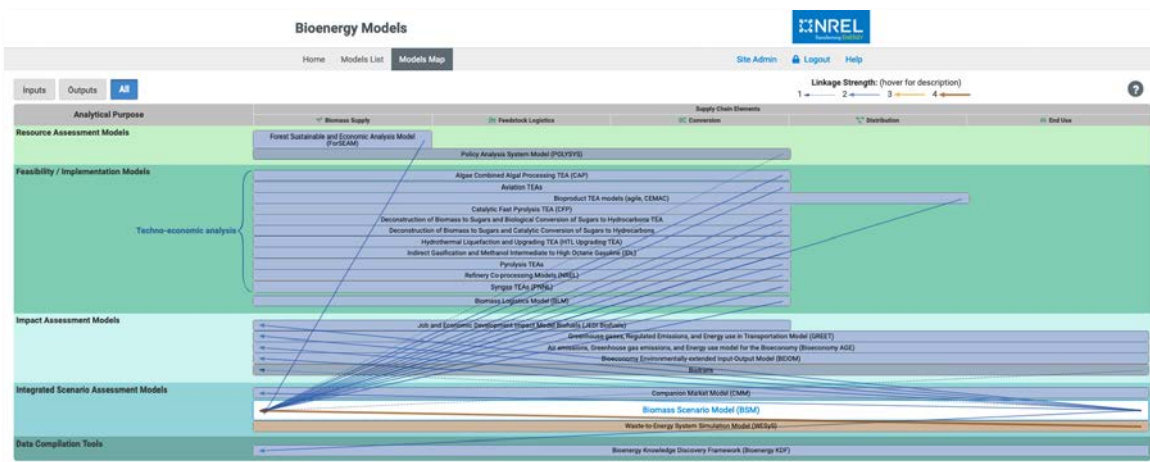 Bioenergy Models
NREL
Transforming ENERGY
Home Models List Models Map Site Admin Logout Help
Inputs Outputs All
Linkage Strength: (hover for description)
1 2 3 4
?
Analytical Purpose
Supply Chain Elements
Biomass Supply Feedstock Logistics Conversion Distribution End Use
Resource Assessment Models
Forest Sustainable and Economic Analysis Model
(ForSEAM)
Policy Analysis System Model (POLYSYS)
Feasibility / Implementation Models
Techno-economic analysis
Algae Combined Algal Processing TEA (CAP)
Aviation TEAs
Bioproduct TEA models (agile, CEMAC)
Catalytic Fast Pyrolysis TEA (CFP)
Deconstruction of Biomass to Sugars and Biological Conversion of Sugars to Hydrocarbons TEA
Deconstruction of Biomass to Sugars and Catalytic Conversion of Sugars to Hydrocarbons
Hydrothermal Liquefaction and Upgrading TEA (HTL Upgrading TEA)
Indirect Gasification and Methanol Intermediate to High Octane Gasoline (IDL)
Pyrolysis TEAs
Refinery Co-processing Models (NREL)
Syngas TEAs (PNNL)
Biomass Logistics Model (BLM)
Impact Assessment Models
Job and Economic Development Impact Model Biofuels (JEDI Biofuels)
Greenhouse gases, Regulated Emissions, and Energy use in Transportation Model (GREET)
Air emissions, Greenhouse gas emissions, and Energy use model for the Bioeconomy (Bioeconomy AGE)
Bioeconomy Environmentally-extended Input-Output Model (BEIOM)
Biotrans
Integrated Scenario Assessment Models
Companion Market Model (CMM)
Biomass Scenario Model (BSM)
Waste-to-Energy System Simulation Model (WESyS)
Data Compilation Tools
Bioenergy Knowledge Discovery Framework (Bioenergy KDF)